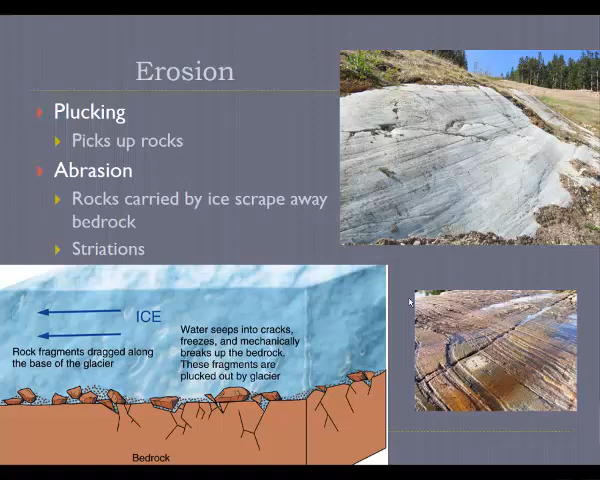 Erosion
Plucking
Picks up rocks
Abrasion
Rocks carried by ice scrape away
bedrock
Striations
ICE
Rock fragments dragged along
the base of the glacier
Water seeps into cracks,
freezes, and mechanically
breaks up the bedrock.
These fragments are
plucked out by glacier
Bedrock